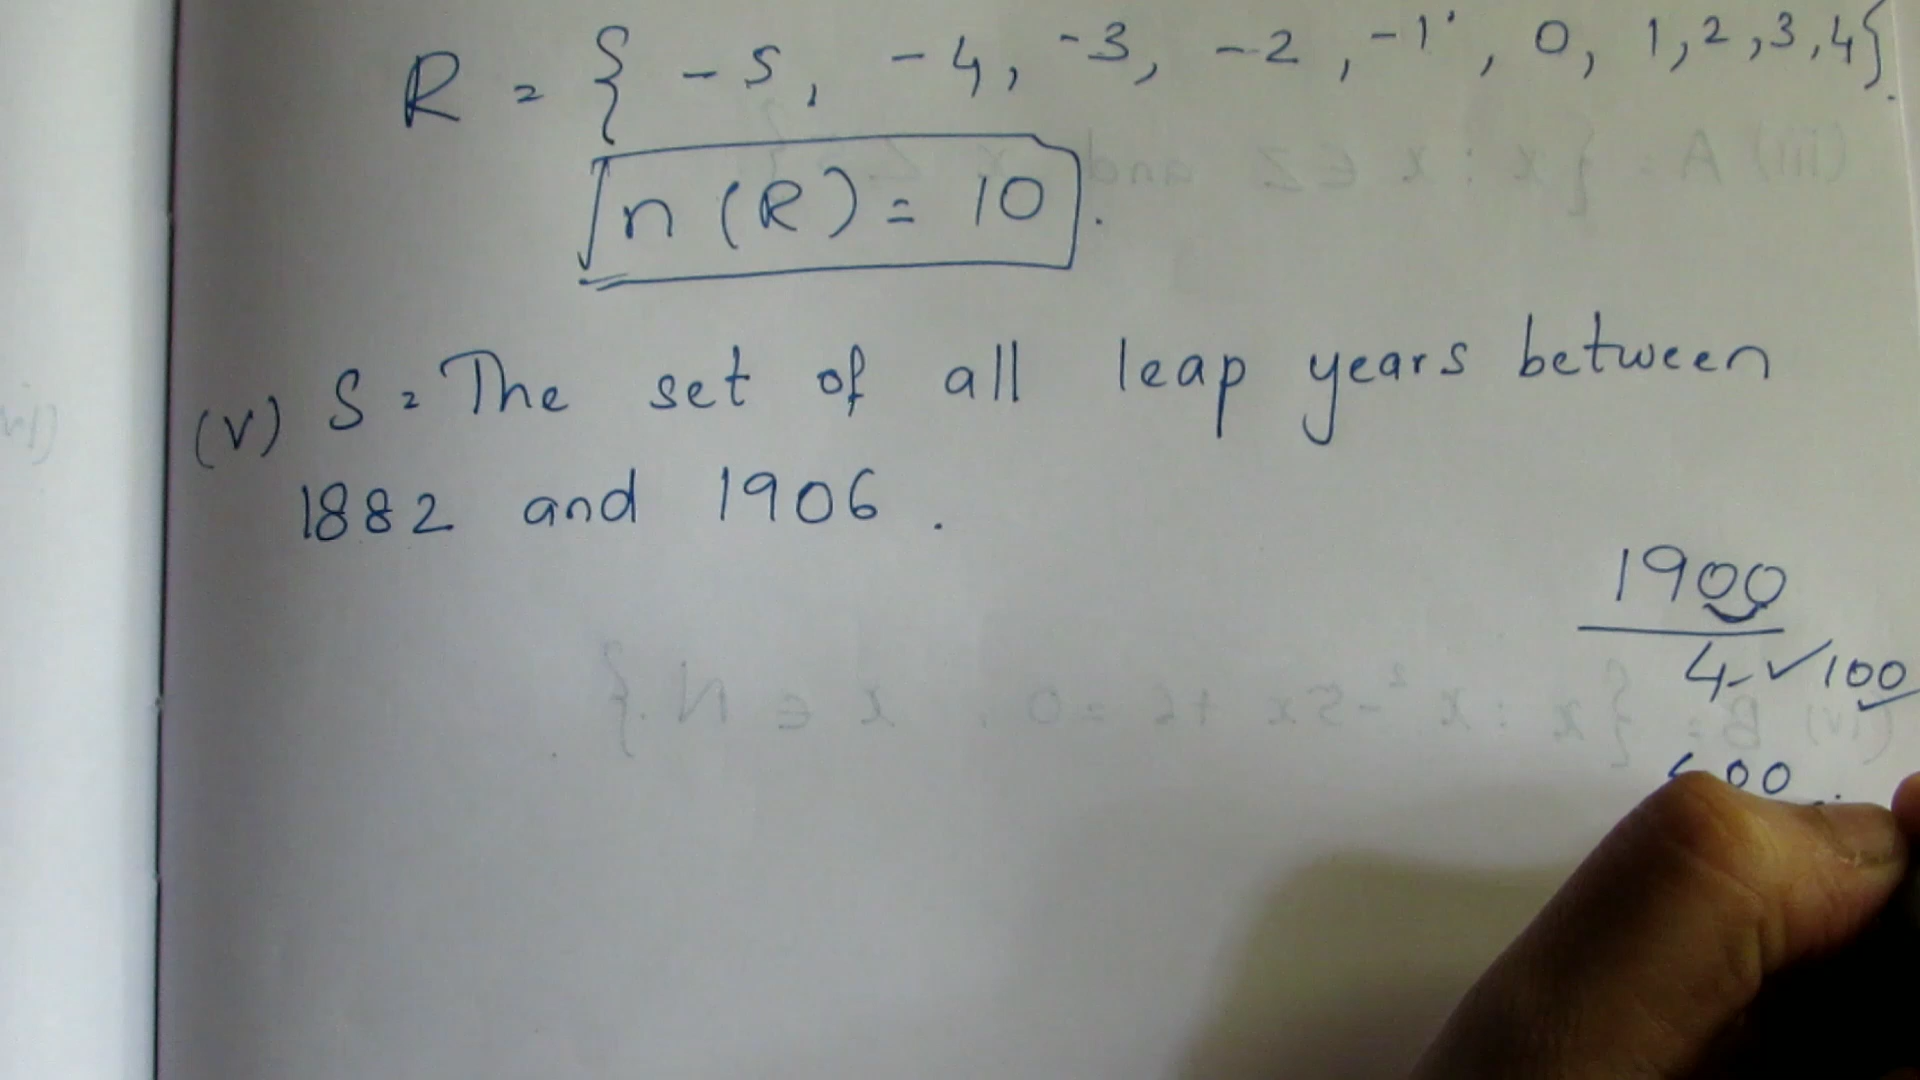 R = { -5, -4, -3, -2, -1, 0, 1, 2, 3, 4}.
n (R) = 10.
(v) S = The set of all leap years between
1882 and 1906.
1900
4 ✓ 100
400